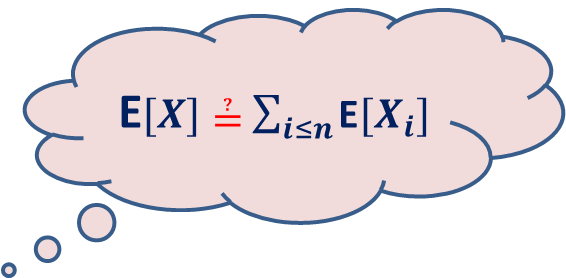 E[X] ≟ ∑_{i≤n} E[X_i]